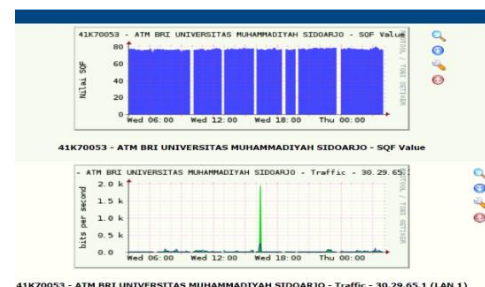 41K70053 - ATM BRI UNIVERSITAS MUHAMMADIYAH SIDOARJO - SQF Value
80
60
40
20
0
Nilai SQF
Wed 06:00 Wed 12:00 Wed 18:00 Thu 00:00
41K70053 - ATM BRI UNIVERSITAS MUHAMMADIYAH SIDOARJO - SQF Value
- ATM BRI UNIVERSITAS MUHAMMADIYAH SIDOARJO - Traffic - 30.29.65.
2.0 k
1.5 k
1.0 k
0.5 k
0.0
bits per second
Wed 06:00 Wed 12:00 Wed 18:00 Thu 00:00
41K70053 - ATM BRI UNIVERSITAS MUHAMMADIYAH SIDOARJO - Traffic - 30.29.65.1 (LAN 1)